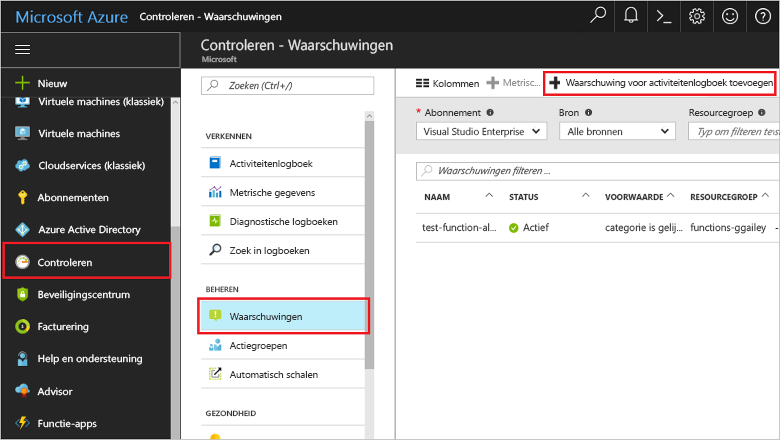 Microsoft Azure Controleren - Waarschuwingen
Nieuw
Virtuele machines (klassiek)
Virtuele machines
Cloudservices (klassiek)
Abonnementen
Azure Active Directory
Controleren
Beveiligingscentrum
Facturering
Help en ondersteuning
Advisor
Functie-apps
Controleren - Waarschuwingen
Microsoft
Zoeken (Ctrl+/)
VERKENNEN
Activiteitenlogboek
Metrische gegevens
Diagnostische logboeken
Zoek in logboeken
BEHEREN
Waarschuwingen
Actiegroepen
Automatisch schalen
GEZONDHEID
Kolommen Metrisc... Waarschuwing voor activiteitenlogboek toevoegen
* Abonnement Bron Resourcegroep
Visual Studio Enterprise Alle bronnen Typ om filteren test
Waarschuwingen filteren ...
NAAM STATUS VOORWAARDE RESOURCEGROEP
test-function-al... Actief categorie is gelij... functions-ggailey -